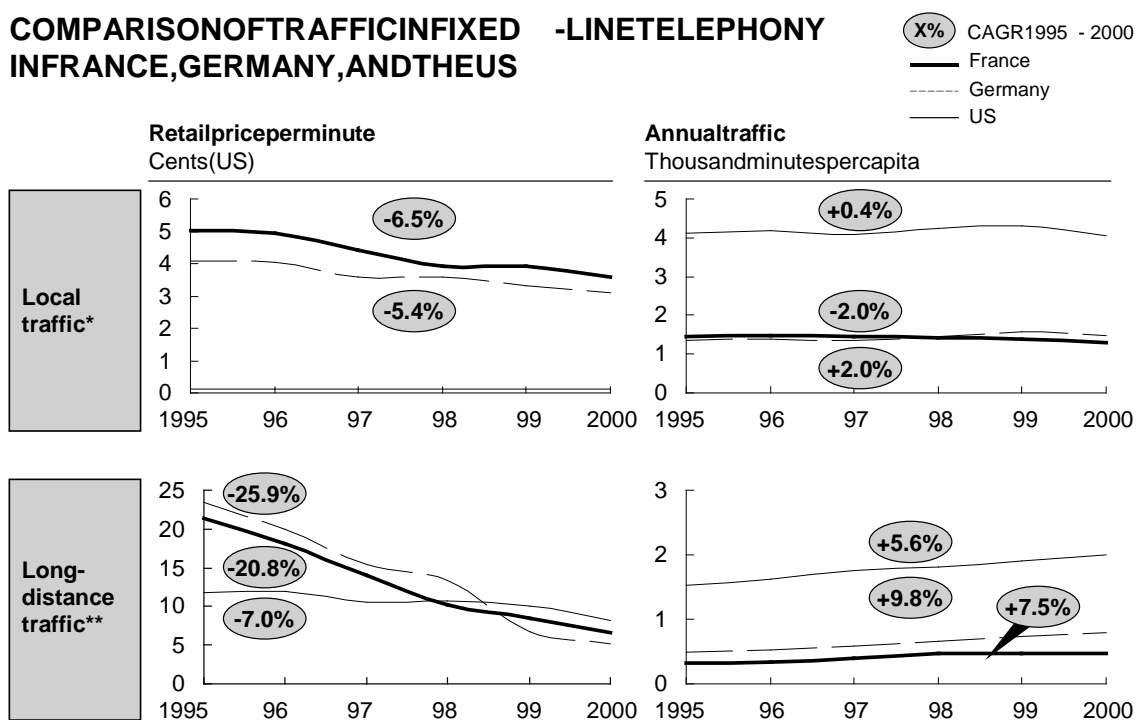 COMPARISONOFTRAFFICINFIXED -LINETELEPHONY
INFRANCE,GERMANY,ANDTHEUS
X% CAGR1995 - 2000
France
Germany
US
Retailpriceperminute
Cents(US)
Annualtraffic
Thousandminutespercapita
Local
traffic*
6
5
4
3
2
1
0
-6.5%
-5.4%
1995 96 97 98 99 2000
5
4
3
2
1
0
+0.4%
-2.0%
+2.0%
1995 96 97 98 99 2000
Long-
distance
traffic**
25
20
15
10
5
0
-25.9%
-20.8%
-7.0%
1995 96 97 98 99 2000
3
2
1
0
+5.6%
+9.8%
+7.5%
1995 96 97 98 99 2000